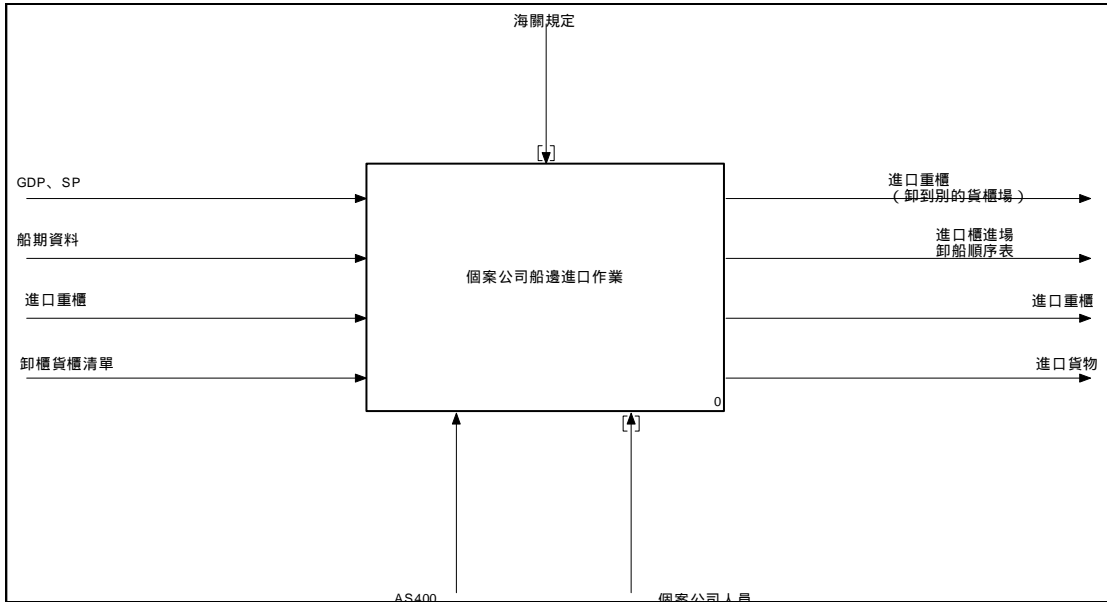 海關規定
GDP、SP
船期資料
進口重櫃
卸櫃貨櫃清單
個案公司船邊進口作業
0
進口重櫃
(卸到別的貨櫃場)
進口櫃進場
卸船順序表
進口重櫃
進口貨物
AS400
個案公司人員